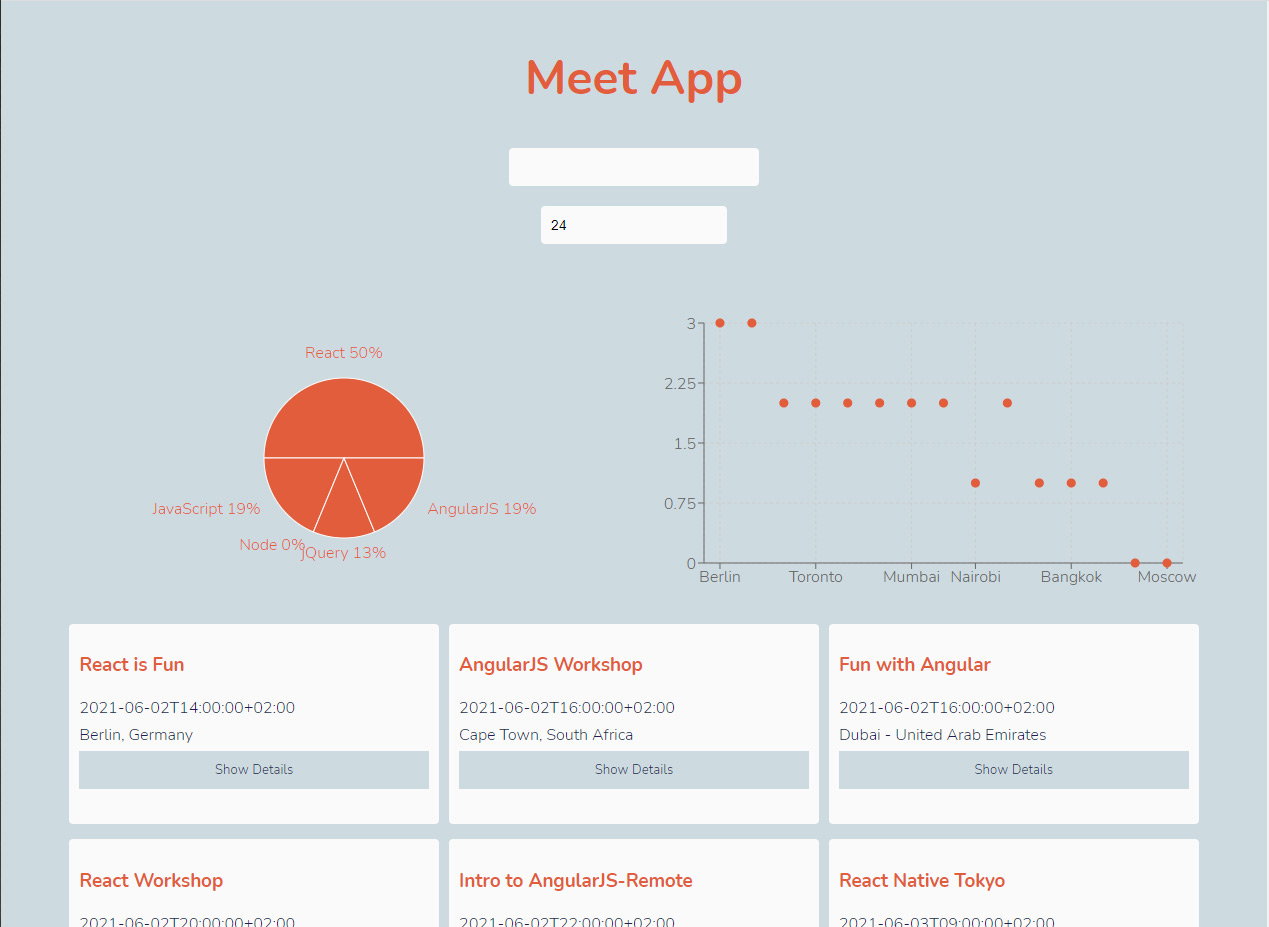 Meet App
24
React 50%
JavaScript 19%
AngularJS 19%
Node 0%
jQuery 13%
3
2.25
1.5
0.75
0
Berlin Toronto Mumbai Nairobi Bangkok Moscow
React is Fun
2021-06-02T14:00:00+02:00
Berlin, Germany
Show Details
AngularJS Workshop
2021-06-02T16:00:00+02:00
Cape Town, South Africa
Show Details
Fun with Angular
2021-06-02T16:00:00+02:00
Dubai - United Arab Emirates
Show Details
React Workshop
2021-06-02T20:00:00+02:00
Intro to AngularJS-Remote
2021-06-02T22:00:00+02:00
React Native Tokyo
2021-06-03T09:00:00+02:00